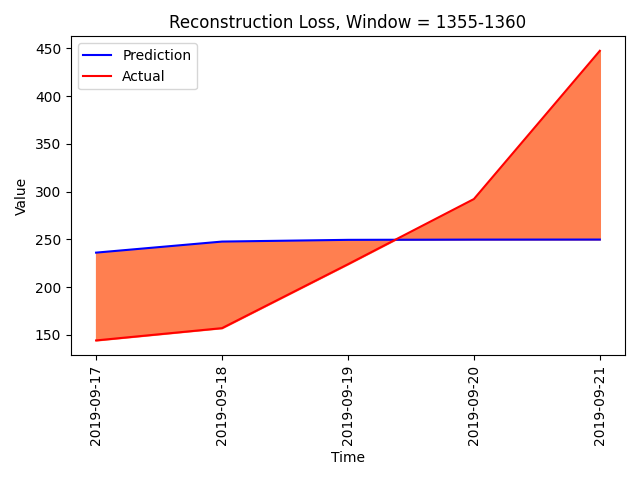 Reconstruction Loss, Window = 1355-1360
Prediction
Actual
Value
450
400
350
300
250
200
150
2019-09-17
2019-09-18
2019-09-19
2019-09-20
2019-09-21
Time